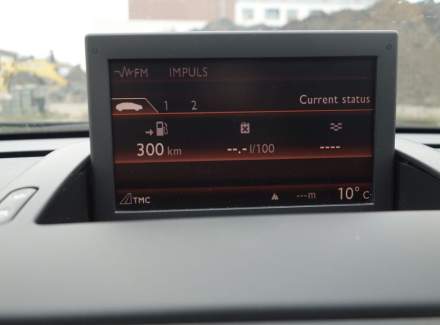 FM IMPULS
1 2 Current status
300 km --.- l/100 ----
TMC ---m 10° C